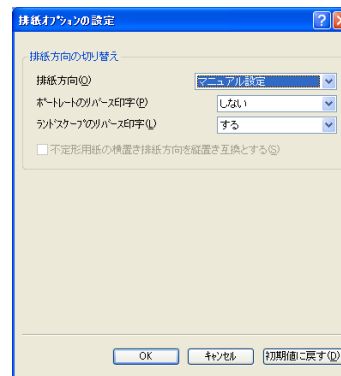 排紙ｵﾌﾟｼｮﾝの設定
排紙方向の切り替え
排紙方向(O) マニュアル設定
ﾎﾟｰﾄﾚｰﾄのﾘﾊﾞｰｽ印字(P) しない
ﾗﾝﾄﾞｽｹｰﾌﾟのﾘﾊﾞｰｽ印字(L) する
不定形用紙の横置き排紙方向を縦置き互換とする(S)
OK ｷｬﾝｾﾙ 初期値に戻す(D)